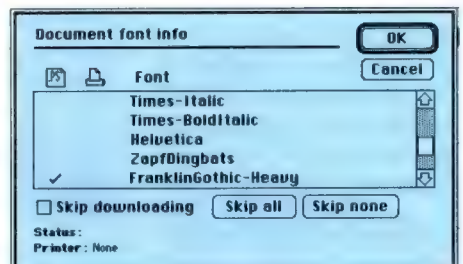 Document font info
OK
Cancel
PS Font
Times-Italic
Times-BoldItalic
Helvetica
ZapfDingbats
✓ FranklinGothic-Heavy
Skip downloading Skip all Skip none
Status:
Printer: None